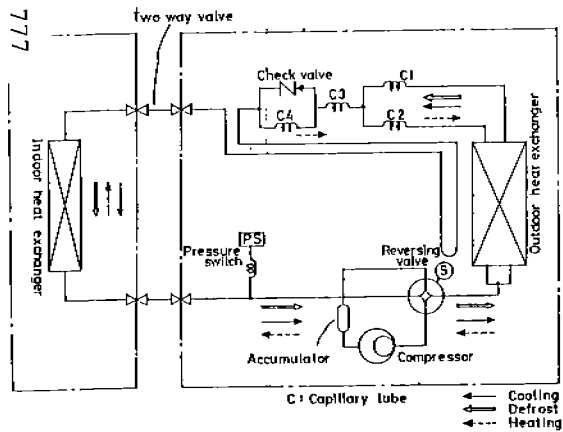 777
Two way valve
Check valve
C1
C3
C2
C4
Indoor heat exchanger
Outdoor heat exchanger
PS
Pressure
switch
Reversing
valve
S
Accumulator
Compressor
C : Capillary tube
Cooling
Defrost
Heating